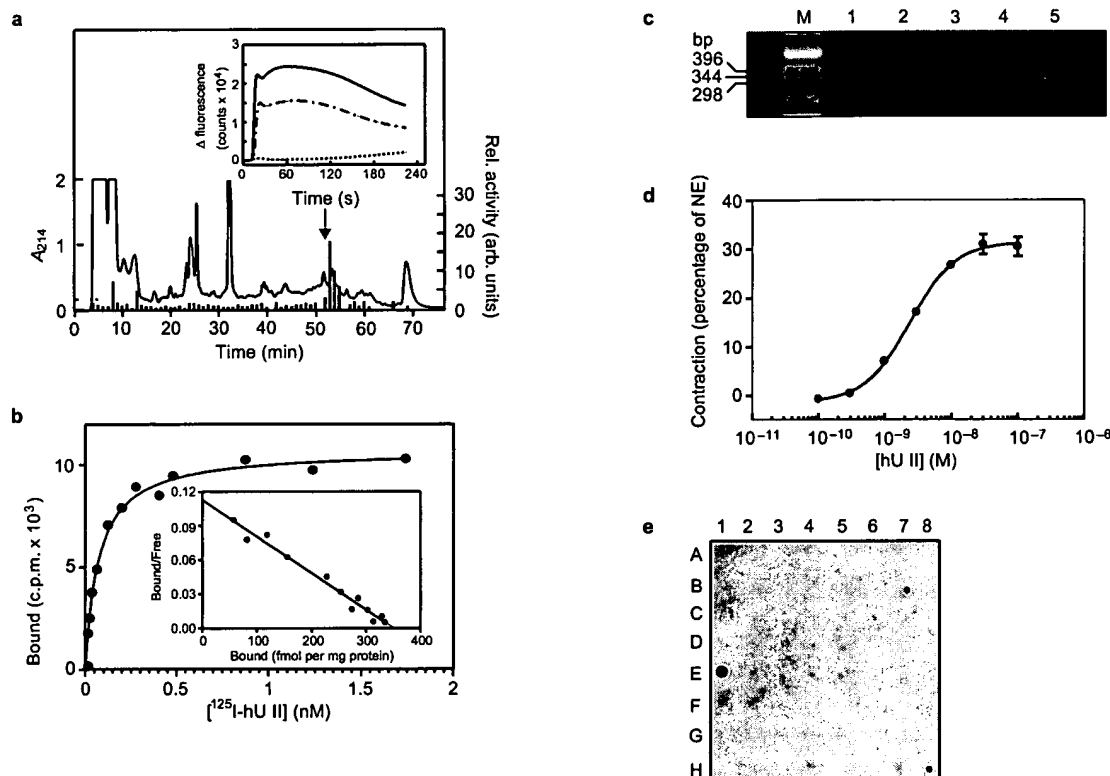 a
Δ fluorescence
(counts x 10⁴)
3
2
1
0
60 120 180 240
Time (s)
A₂₁₄
2
1
0
Rel. activity (arb. units)
30
20
10
0
0 10 20 30 40 50 60 70
Time (min)
b
Bound (c.p.m. x 10³)
10
5
0
0 0.5 1 1.5 2
[¹²⁵I-hU II] (nM)
Bound/Free
0.12
0.09
0.06
0.03
0.00
0 100 200 300 400
Bound (fmol per mg protein)
c
M 1 2 3 4 5
bp
396
344
298
d
Contraction (percentage of NE)
40
30
20
10
0
10⁻¹¹ 10⁻¹⁰ 10⁻⁹ 10⁻⁸ 10⁻⁷ 10⁻⁶
[hU II] (M)
e
1 2 3 4 5 6 7 8
A
B
C
D
E
F
G
H